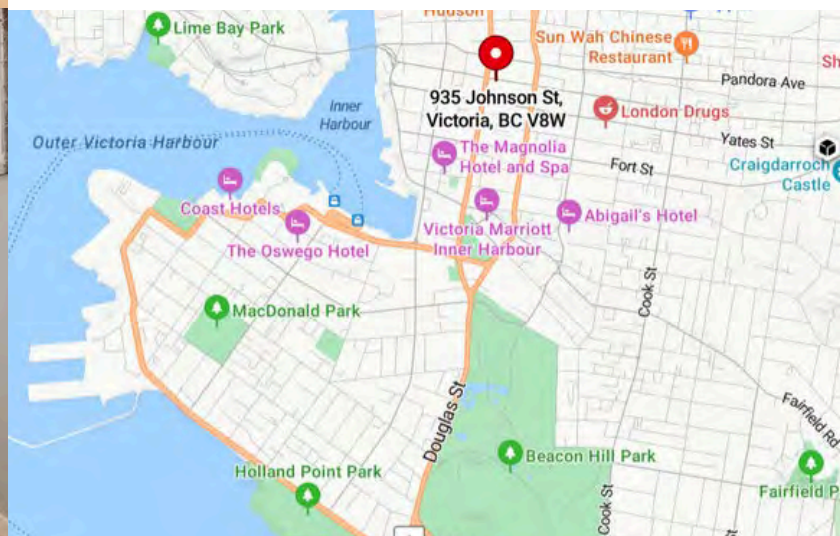 Hudson
Lime Bay Park
Sun Wah Chinese
Restaurant
Sh
Pandora Ave
935 Johnson St,
Victoria, BC V8W
Inner
Harbour
London Drugs
Outer Victoria Harbour
Yates St
The Magnolia
Hotel and Spa
Fort St
Craigdarroch
Castle
Coast Hotels
Abigail's Hotel
Victoria Marriott
Inner Harbour
The Oswego Hotel
Cook St
MacDonald Park
Douglas St
Fairfield Rd
Beacon Hill Park
Holland Point Park
Fairfield P
Cook St